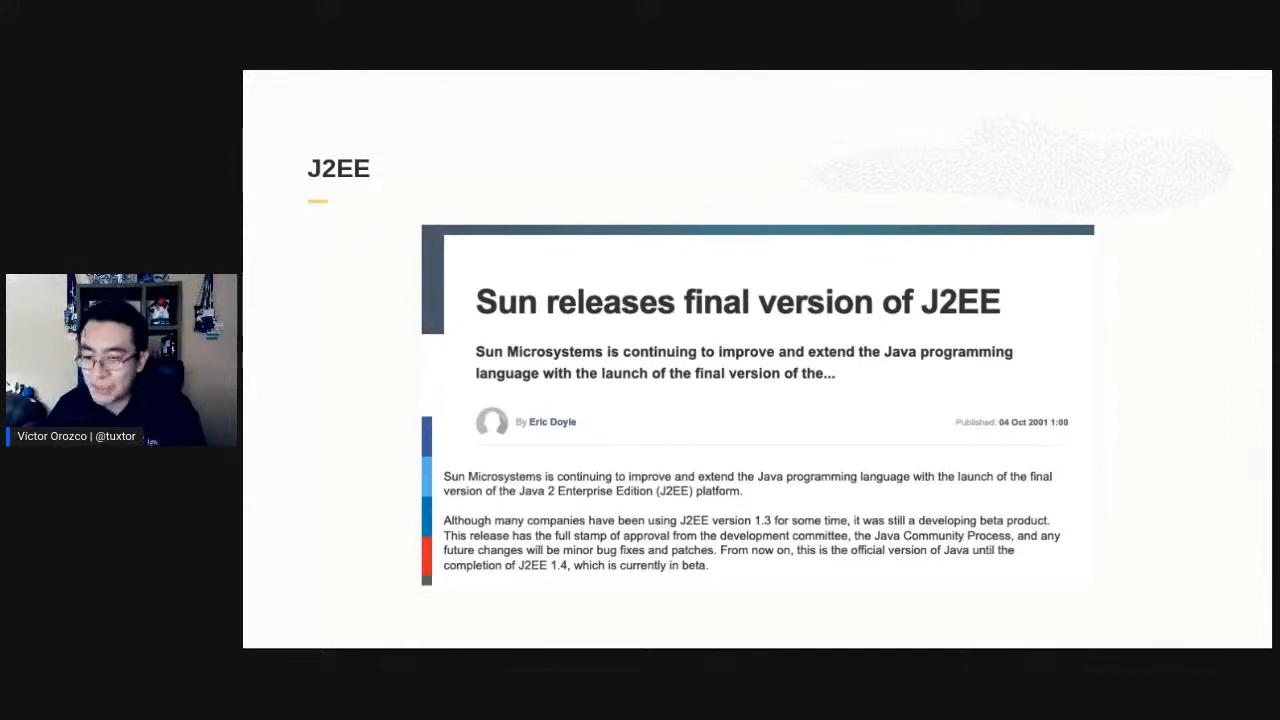 J2EE
Sun releases final version of J2EE
Sun Microsystems is continuing to improve and extend the Java programming
language with the launch of the final version of the...
By Eric Doyle
Published: 04 Oct 2001 1:00
Sun Microsystems is continuing to improve and extend the Java programming language with the launch of the final
version of the Java 2 Enterprise Edition (J2EE) platform.
Although many companies have been using J2EE version 1.3 for some time, it was still a developing beta product.
This release has the full stamp of approval from the development committee, the Java Community Process, and any
future changes will be minor bug fixes and patches. From now on, this is the official version of Java until the
completion of J2EE 1.4, which is currently in beta.
Víctor Orozco | @tuxtor